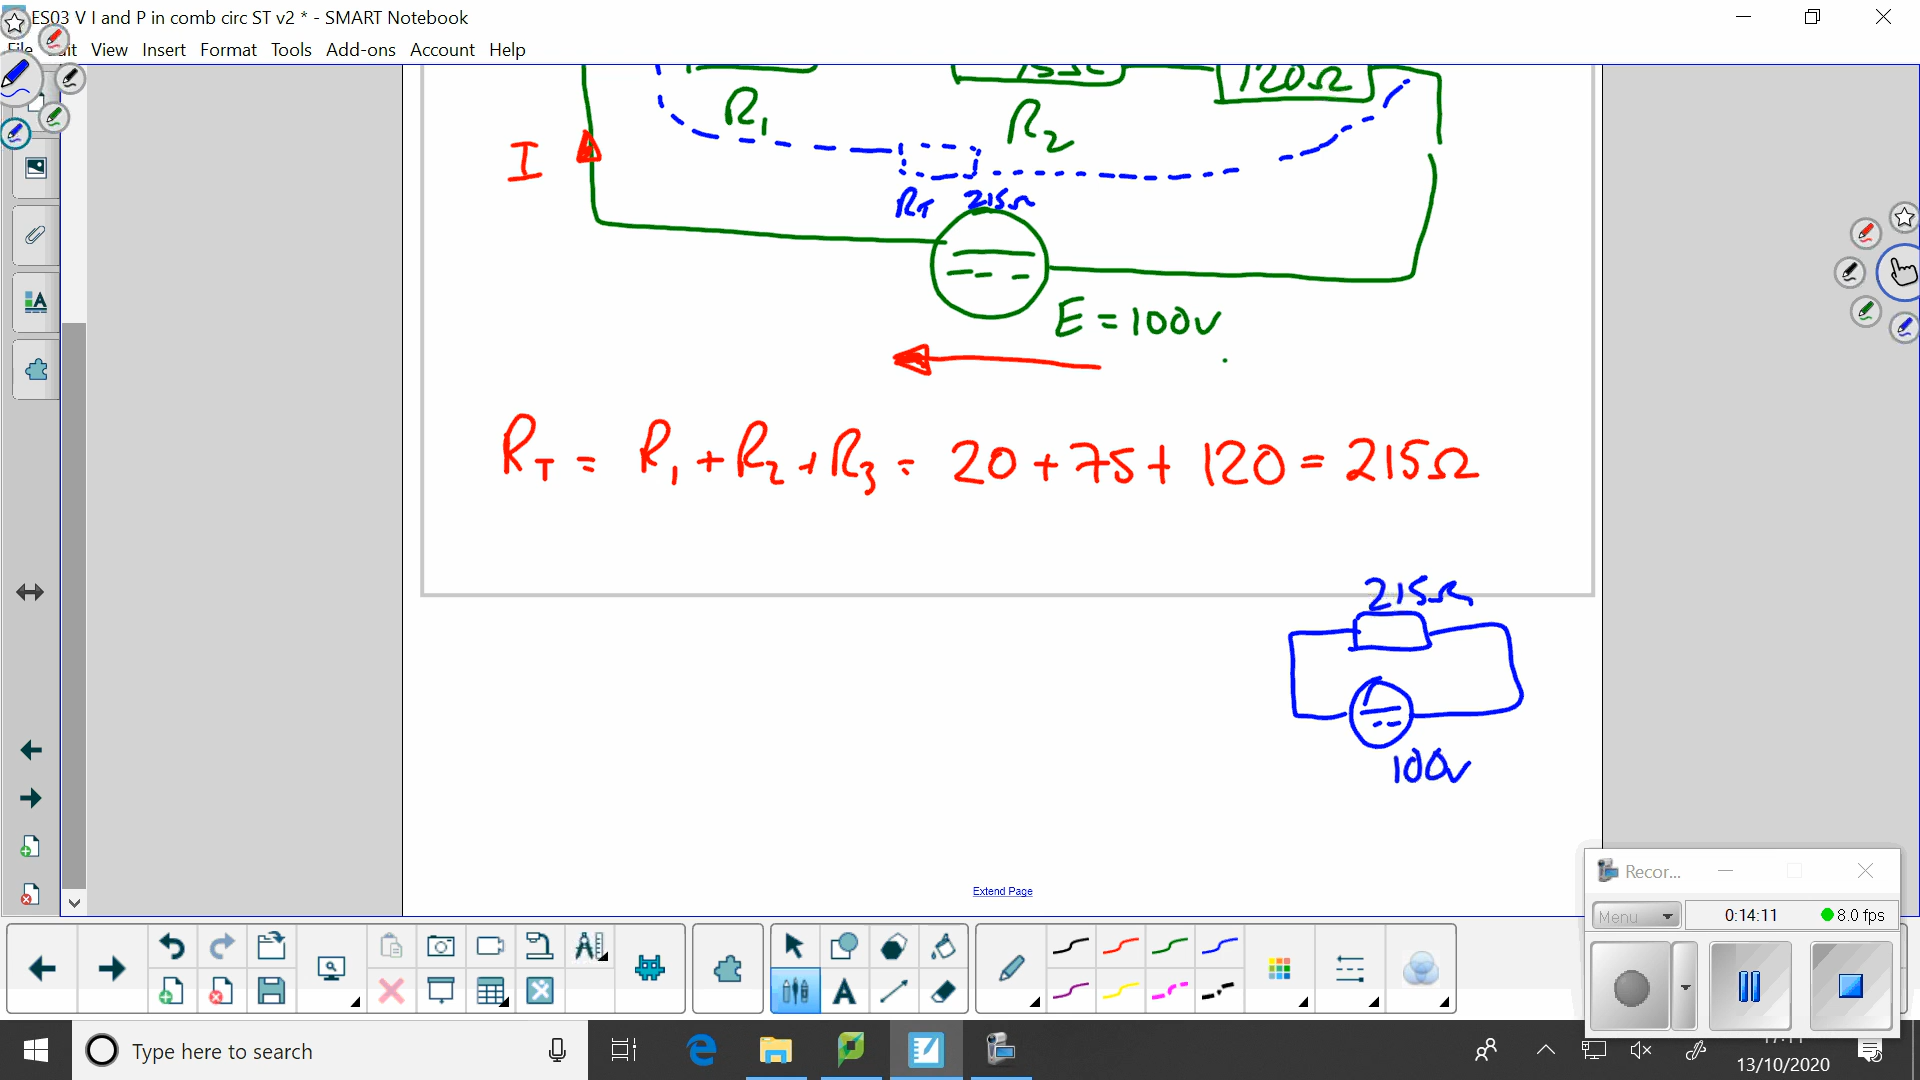 ES03 V I and P in comb circ ST v2 * - SMART Notebook
View Insert Format Tools Add-ons Account Help
75Ω
120Ω
R1
R2
I
RT 215Ω
E = 100V
RT = R1 + R2 + R3 = 20 + 75 + 120 = 215Ω
215Ω
100V
Extend Page
Recor...
Menu
0:14:11
8.0 fps
Type here to search
13/10/2020